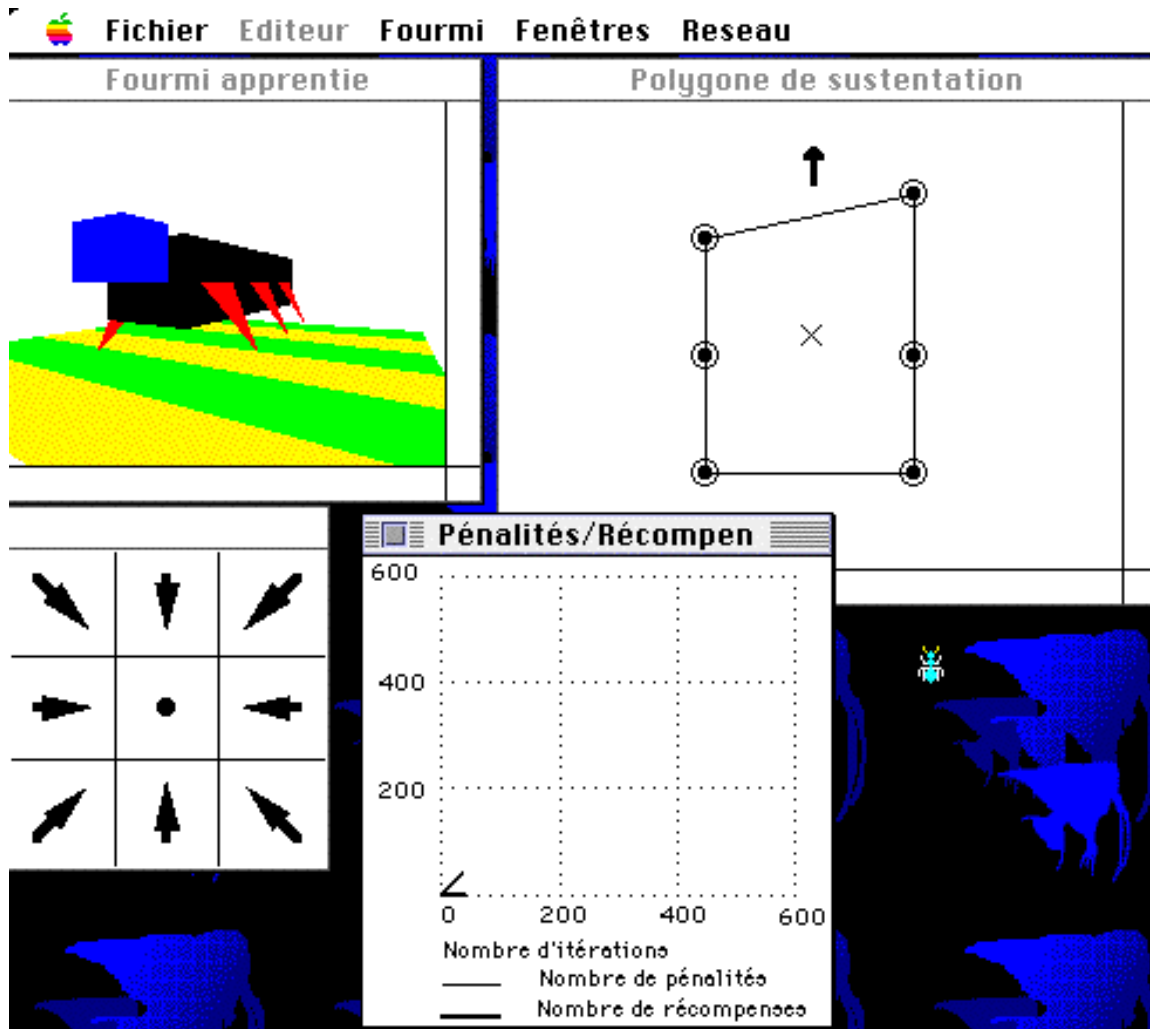 Fichier Editeur Fourmi Fenêtres Reseau
Fourmi apprentie
Polygone de sustentation
Pénalités/Récompen
600
400
200
0 200 400 600
Nombre d'itérations
Nombre de pénalités
Nombre de récompenses